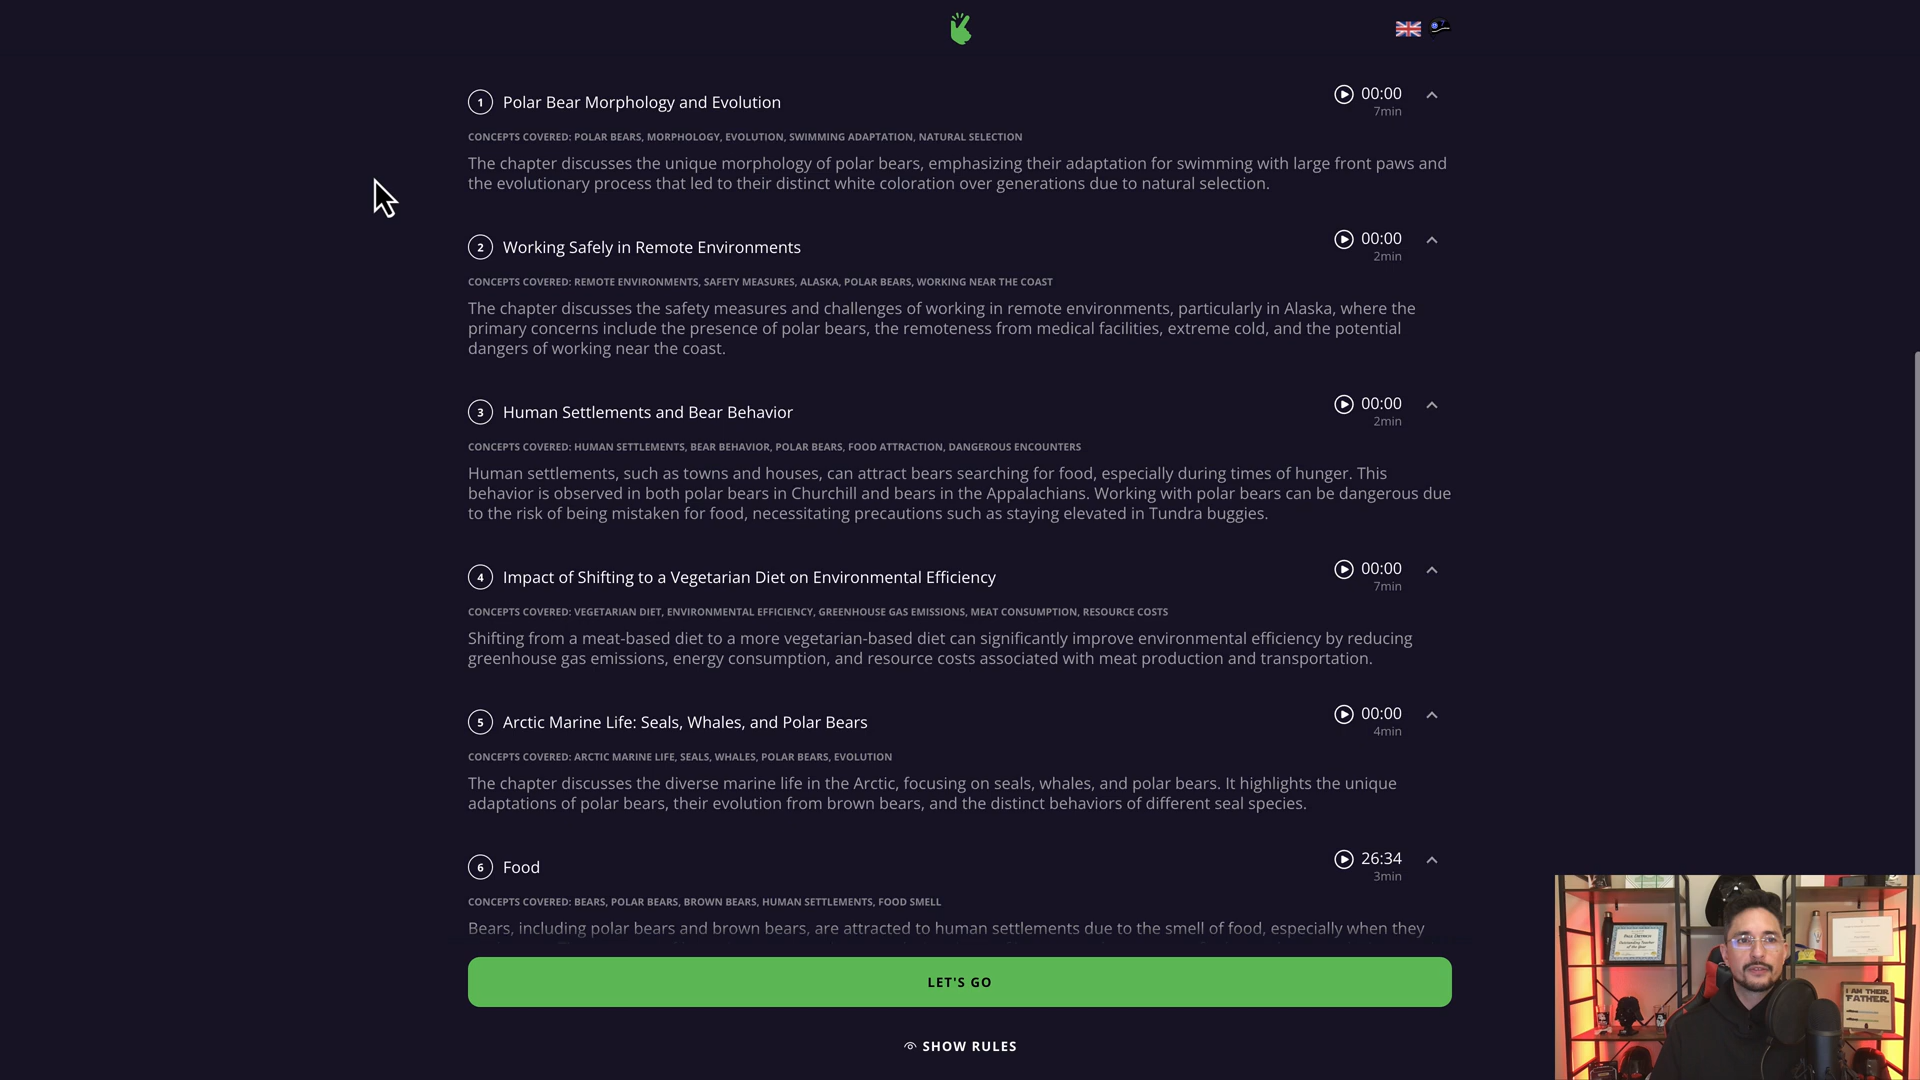 1 Polar Bear Morphology and Evolution 00:00
7min
CONCEPTS COVERED: POLAR BEARS, MORPHOLOGY, EVOLUTION, SWIMMING ADAPTATION, NATURAL SELECTION
The chapter discusses the unique morphology of polar bears, emphasizing their adaptation for swimming with large front paws and
the evolutionary process that led to their distinct white coloration over generations due to natural selection.
2 Working Safely in Remote Environments 00:00
2min
CONCEPTS COVERED: REMOTE ENVIRONMENTS, SAFETY MEASURES, ALASKA, POLAR BEARS, WORKING NEAR THE COAST
The chapter discusses the safety measures and challenges of working in remote environments, particularly in Alaska, where the
primary concerns include the presence of polar bears, the remoteness from medical facilities, extreme cold, and the potential
dangers of working near the coast.
3 Human Settlements and Bear Behavior 00:00
2min
CONCEPTS COVERED: HUMAN SETTLEMENTS, BEAR BEHAVIOR, POLAR BEARS, FOOD ATTRACTION, DANGEROUS ENCOUNTERS
Human settlements, such as towns and houses, can attract bears searching for food, especially during times of hunger. This
behavior is observed in both polar bears in Churchill and bears in the Appalachians. Working with polar bears can be dangerous due
to the risk of being mistaken for food, necessitating precautions such as staying elevated in Tundra buggies.
4 Impact of Shifting to a Vegetarian Diet on Environmental Efficiency 00:00
7min
CONCEPTS COVERED: VEGETARIAN DIET, ENVIRONMENTAL EFFICIENCY, GREENHOUSE GAS EMISSIONS, MEAT CONSUMPTION, RESOURCE COSTS
Shifting from a meat-based diet to a more vegetarian-based diet can significantly improve environmental efficiency by reducing
greenhouse gas emissions, energy consumption, and resource costs associated with meat production and transportation.
5 Arctic Marine Life: Seals, Whales, and Polar Bears 00:00
4min
CONCEPTS COVERED: ARCTIC MARINE LIFE, SEALS, WHALES, POLAR BEARS, EVOLUTION
The chapter discusses the diverse marine life in the Arctic, focusing on seals, whales, and polar bears. It highlights the unique
adaptations of polar bears, their evolution from brown bears, and the distinct behaviors of different seal species.
6 Food 26:34
3min
CONCEPTS COVERED: BEARS, POLAR BEARS, BROWN BEARS, HUMAN SETTLEMENTS, FOOD SMELL
Bears, including polar bears and brown bears, are attracted to human settlements due to the smell of food, especially when they
LET'S GO
SHOW RULES
I AM THEIR
FATHER.